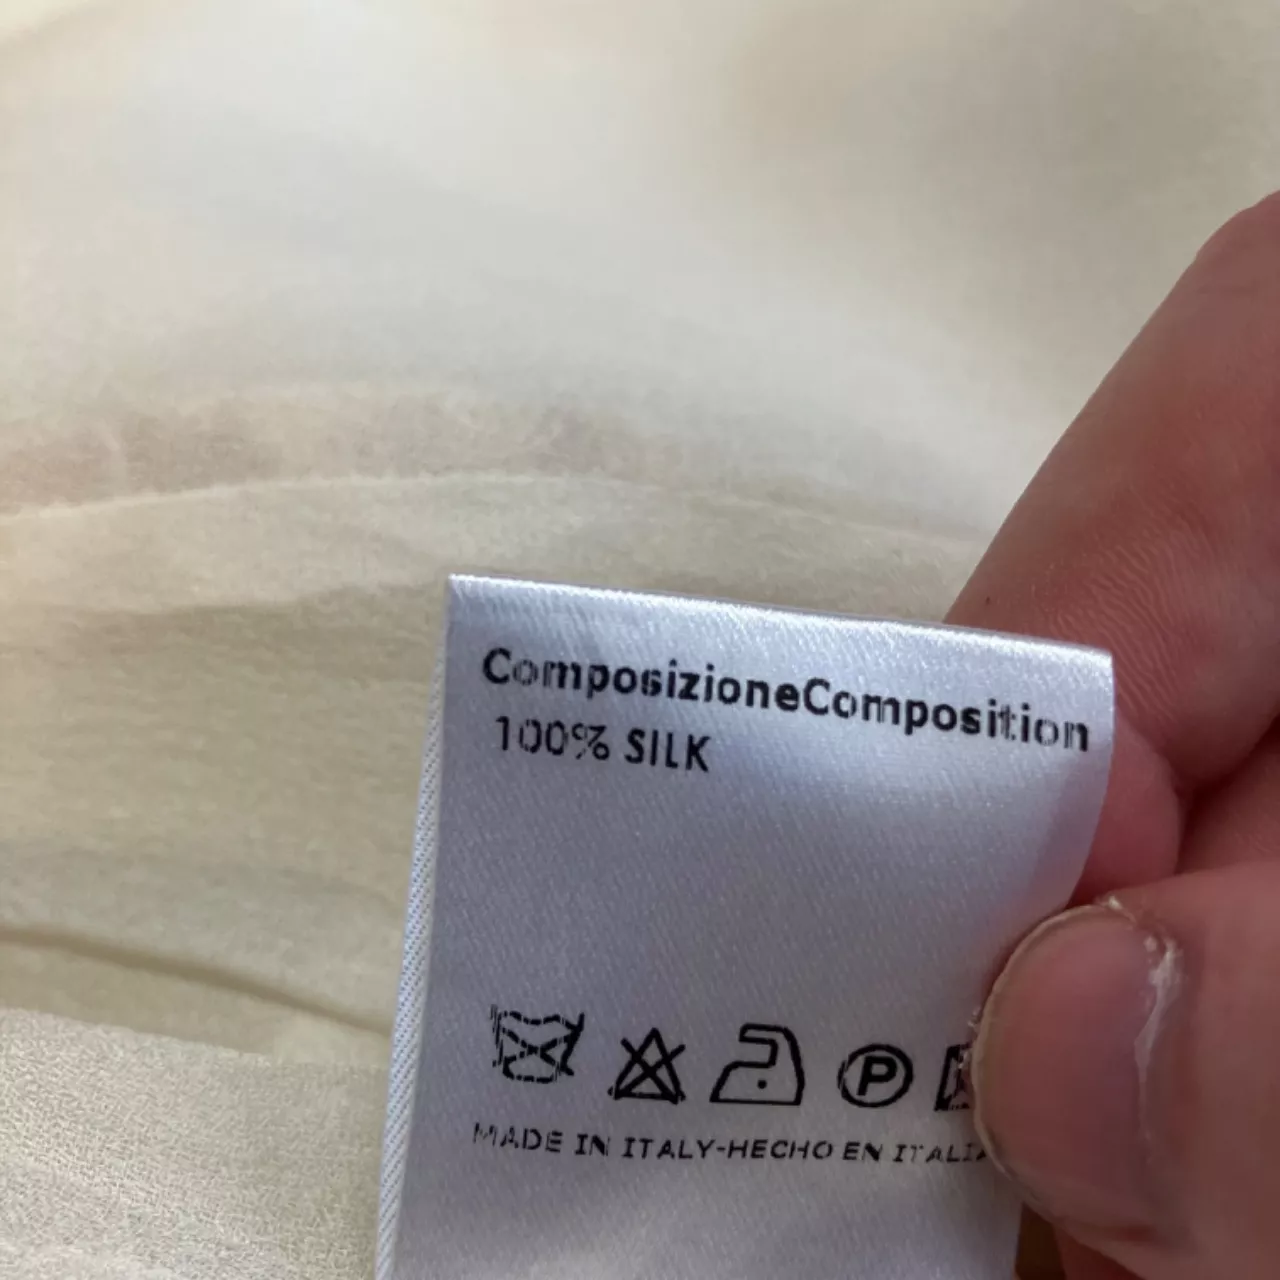 ComposizioneComposition
100% SILK
P
MADE IN ITALY-HECHO EN ITALIA